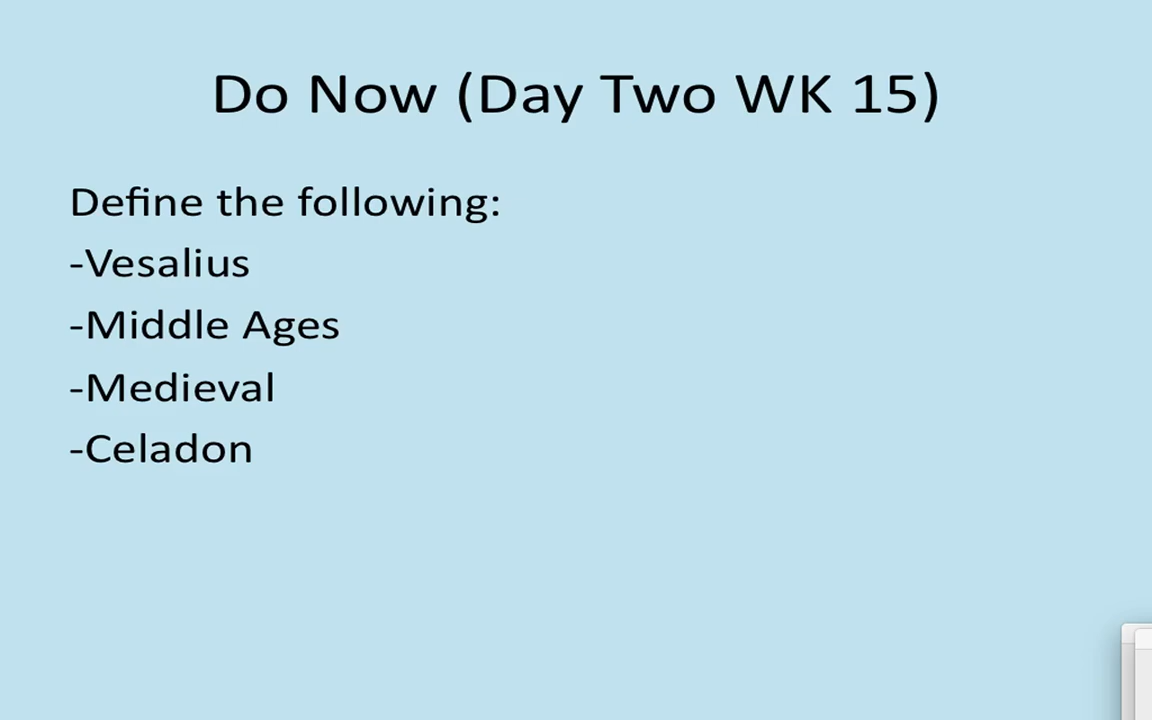 Do Now (Day Two WK 15)
Define the following:
-Vesalius
-Middle Ages
-Medieval
-Celadon